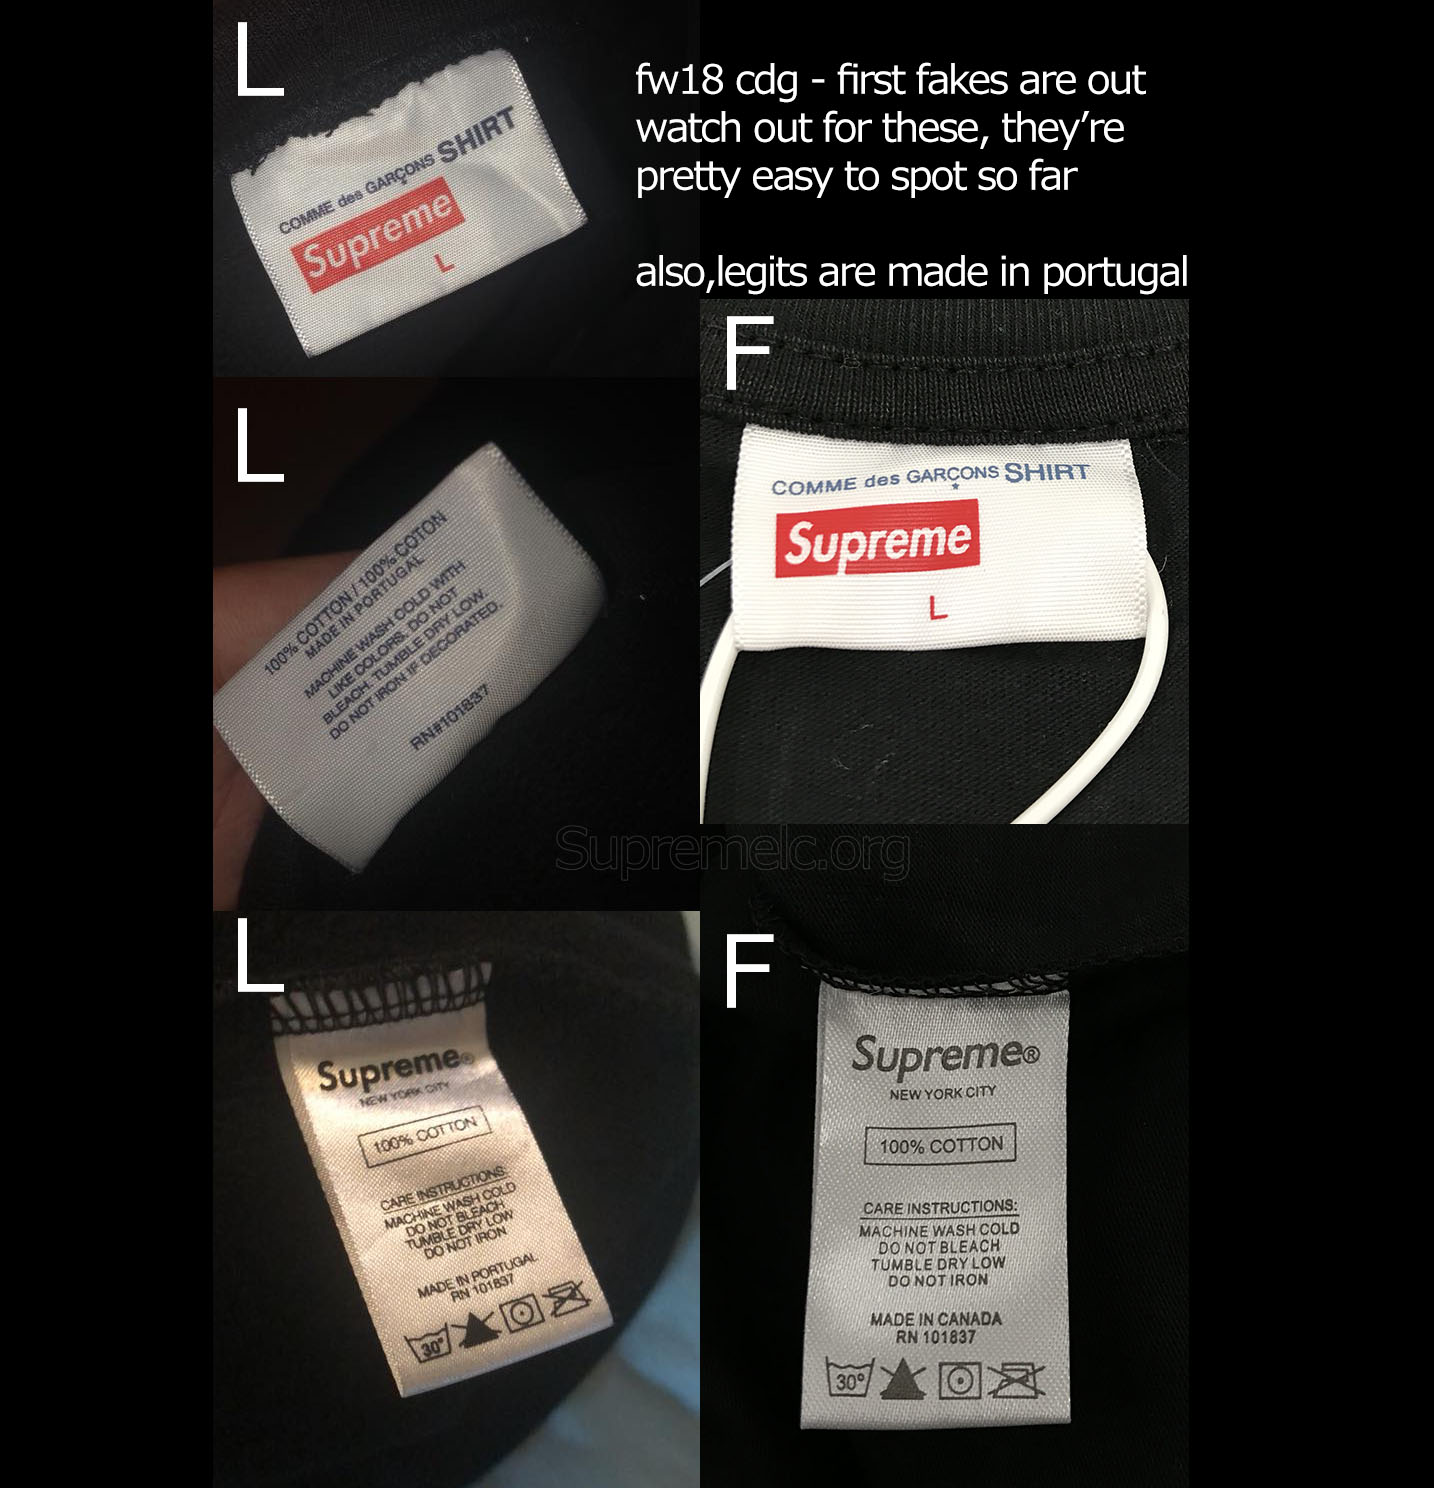 L
fw18 cdg - first fakes are out
watch out for these, they're
pretty easy to spot so far
also,legits are made in portugal
COMME des GARÇONS SHIRT
Supreme
L
F
COMME des GARÇONS SHIRT
Supreme
L
L
100% COTTON / 100% COTON
MADE IN PORTUGAL
MACHINE WASH COLD WITH
LIKE COLORS. DO NOT
BLEACH. TUMBLE DRY LOW.
DO NOT IRON IF DECORATED.
RN#101837
Supremelc.org
L
Supreme®
NEW YORK CITY
100% COTTON
CARE INSTRUCTIONS:
MACHINE WASH COLD
DO NOT BLEACH
TUMBLE DRY LOW
DO NOT IRON
MADE IN PORTUGAL
RN 101837
30°
F
Supreme®
NEW YORK CITY
100% COTTON
CARE INSTRUCTIONS:
MACHINE WASH COLD
DO NOT BLEACH
TUMBLE DRY LOW
DO NOT IRON
MADE IN CANADA
RN 101837
30°